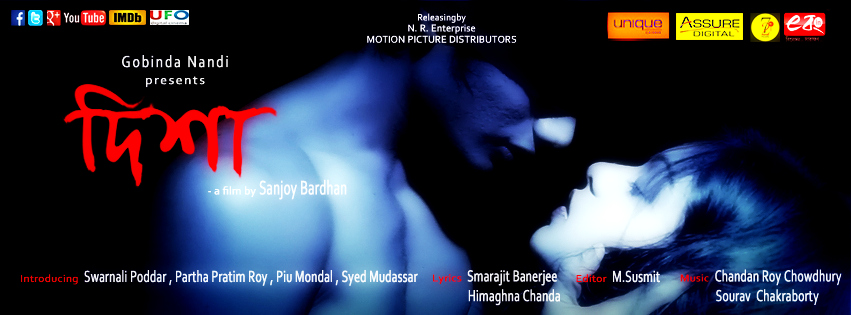 f
g+
You Tube
IMDb
UFO
Releasingby
N. R. Enterprise
MOTION PICTURE DISTRIBUTORS
unique
ASSURE
DIGITAL
Gobinda Nandi
presents
দিশা
- a film by Sanjoy Bardhan
Introducing Swarnali Poddar , Partha Pratim Roy , Piu Mondal , Syed Mudassar
Lyrics Smarajit Banerjee
Himaghna Chanda
Editor M.Susmit
Music Chandan Roy Chowdhury
Sourav Chakraborty